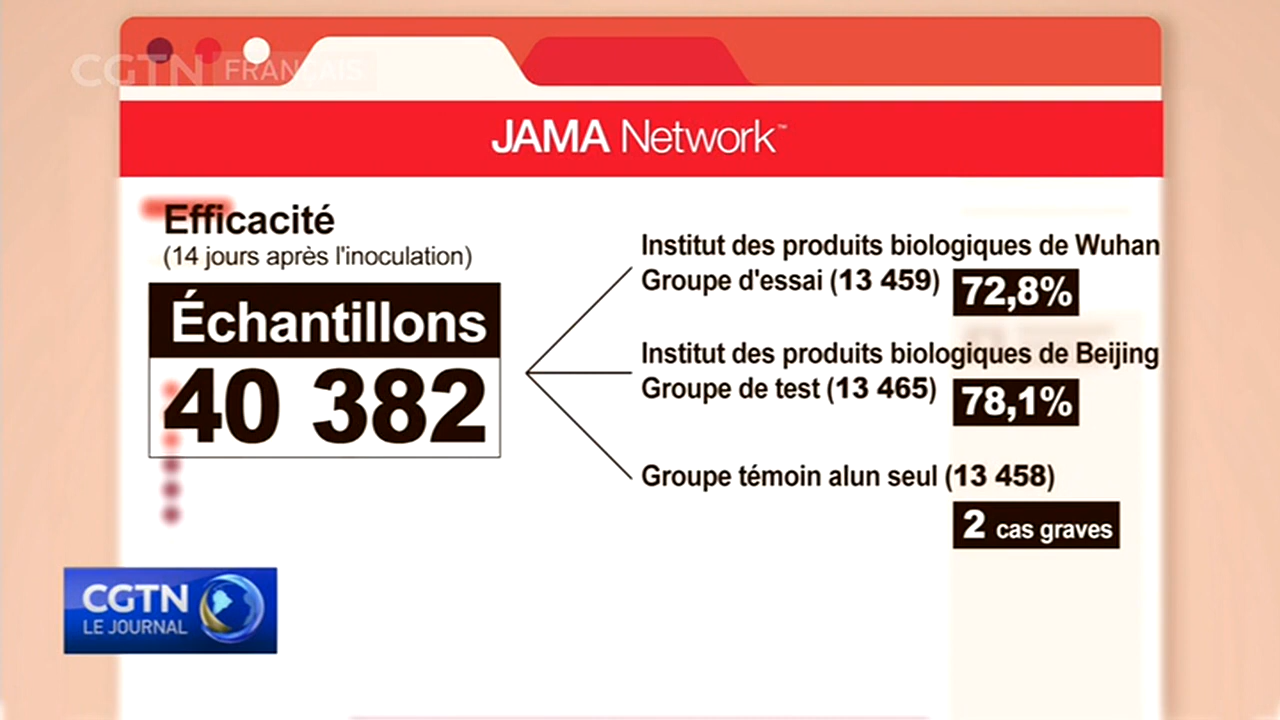 CGTN FRANÇAIS
JAMA Network™
Efficacité
(14 jours après l'inoculation)
Échantillons
40 382
Institut des produits biologiques de Wuhan
Groupe d'essai (13 459) 72,8%
Institut des produits biologiques de Beijing
Groupe de test (13 465) 78,1%
Groupe témoin alun seul (13 458)
2 cas graves
CGTN
LE JOURNAL